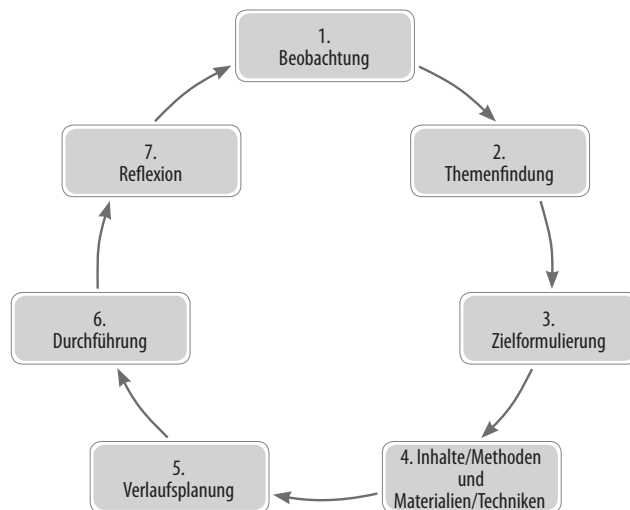 1.
Beobachtung
2.
Themenfindung
3.
Zielformulierung
4. Inhalte/Methoden
und
Materialien/Techniken
5.
Verlaufsplanung
6.
Durchführung
7.
Reflexion